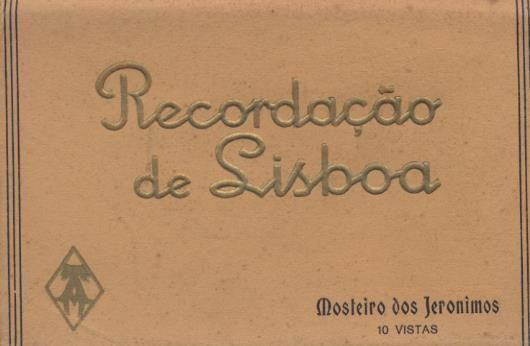 Recordação
de Lisboa
Mosteiro dos Jeronimos
10 VISTAS